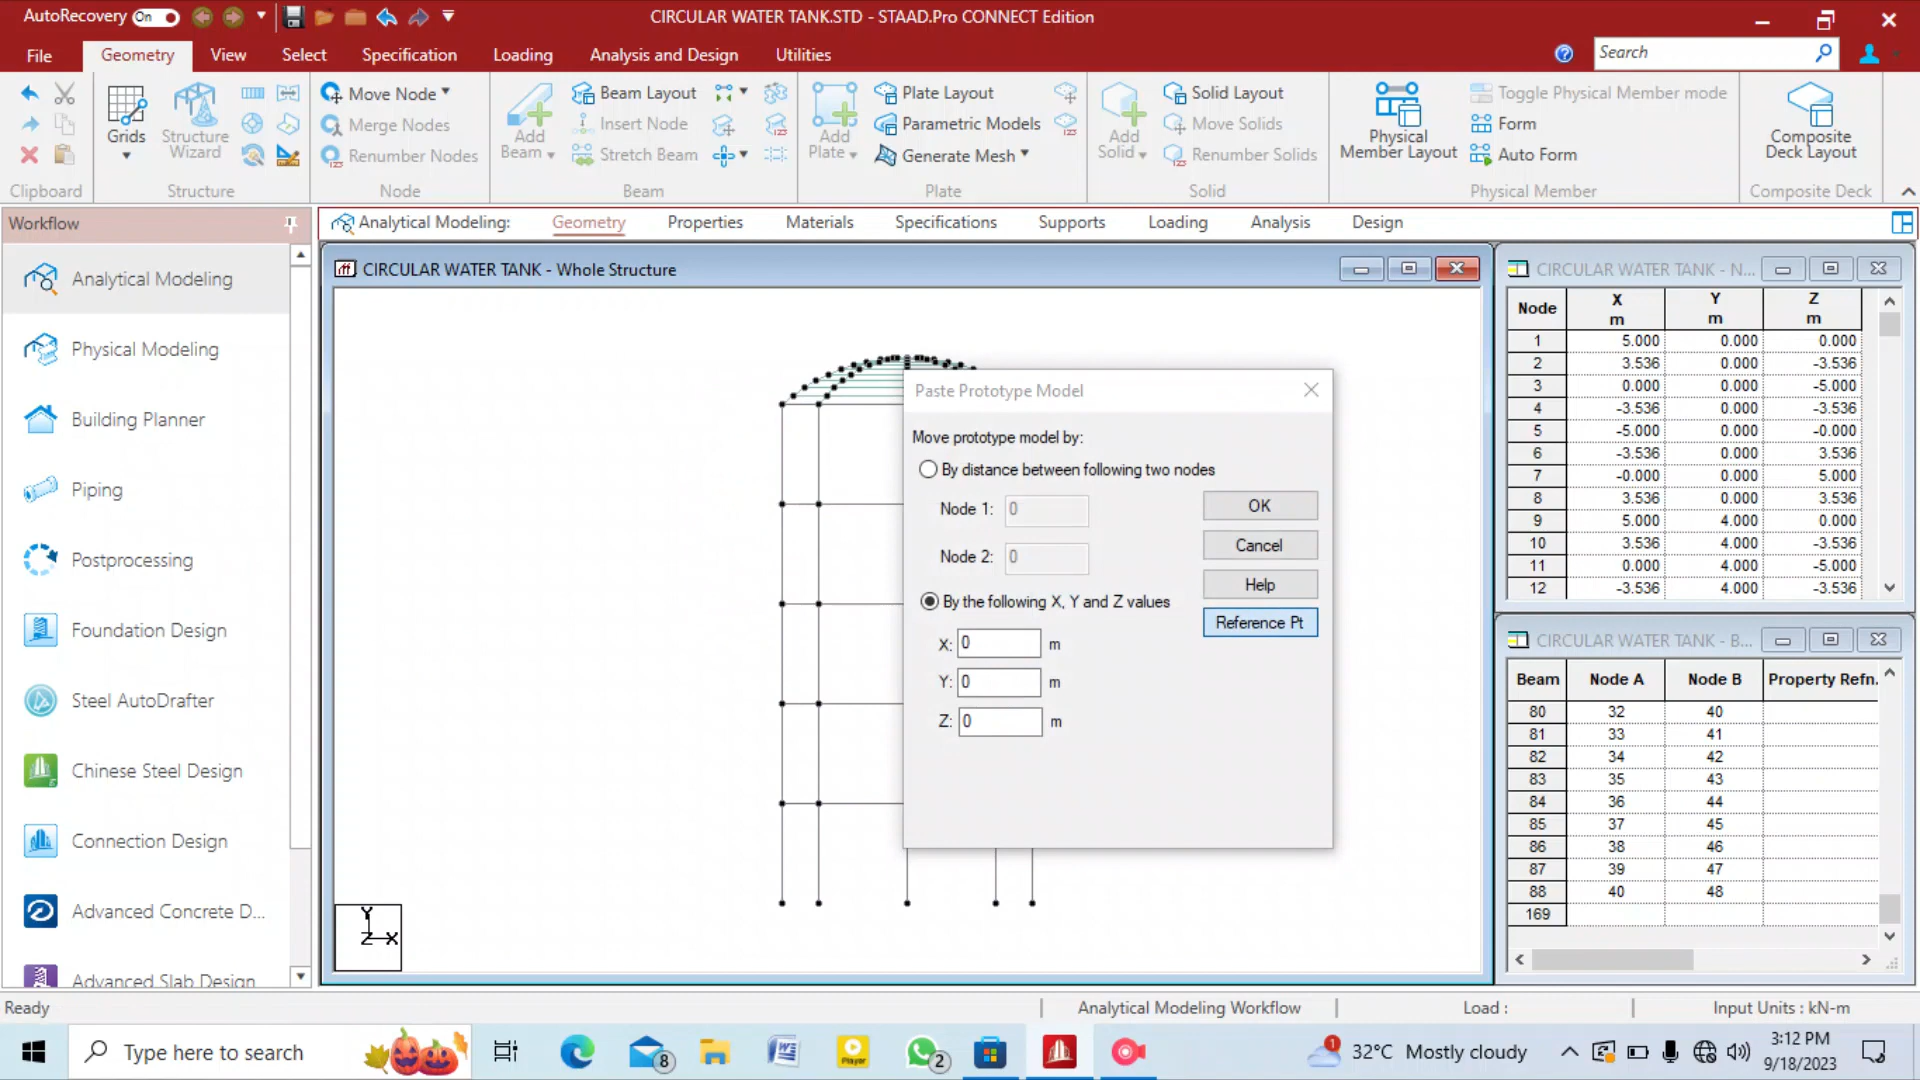 AutoRecovery On
CIRCULAR WATER TANK.STD - STAAD.Pro CONNECT Edition
File Geometry View Select Specification Loading Analysis and Design Utilities
Search
Grids
Structure Wizard
Move Node
Merge Nodes
Renumber Nodes
Add Beam
Beam Layout
Insert Node
Stretch Beam
Add Plate
Plate Layout
Parametric Models
Generate Mesh
Add Solid
Solid Layout
Move Solids
Renumber Solids
Physical Member Layout
Toggle Physical Member mode
Form
Auto Form
Composite Deck Layout
Clipboard Structure Node Beam Plate Solid Physical Member Composite Deck
Workflow
Analytical Modeling: Geometry Properties Materials Specifications Supports Loading Analysis Design
Analytical Modeling
Physical Modeling
Building Planner
Piping
Postprocessing
Foundation Design
Steel AutoDrafter
Chinese Steel Design
Connection Design
Advanced Concrete D...
Advanced Slab Design
CIRCULAR WATER TANK - Whole Structure
Paste Prototype Model
Move prototype model by:
By distance between following two nodes
Node 1: 0
Node 2: 0
By the following X, Y and Z values
X: 0 m
Y: 0 m
Z: 0 m
OK
Cancel
Help
Reference Pt
Y
Z X
CIRCULAR WATER TANK - N...
Node X m Y m Z m
1 5.000 0.000 0.000
2 3.536 0.000 -3.536
3 0.000 0.000 -5.000
4 -3.536 0.000 -3.536
5 -5.000 0.000 -0.000
6 -3.536 0.000 3.536
7 -0.000 0.000 5.000
8 3.536 0.000 3.536
9 5.000 4.000 0.000
10 3.536 4.000 -3.536
11 0.000 4.000 -5.000
12 -3.536 4.000 -3.536
CIRCULAR WATER TANK - B...
Beam Node A Node B Property Refn.
80 32 40
81 33 41
82 34 42
83 35 43
84 36 44
85 37 45
86 38 46
87 39 47
88 40 48
169
Ready
Analytical Modeling Workflow
Load :
Input Units : kN-m
Type here to search
8
Player
2
1
32°C Mostly cloudy
3:12 PM
9/18/2023